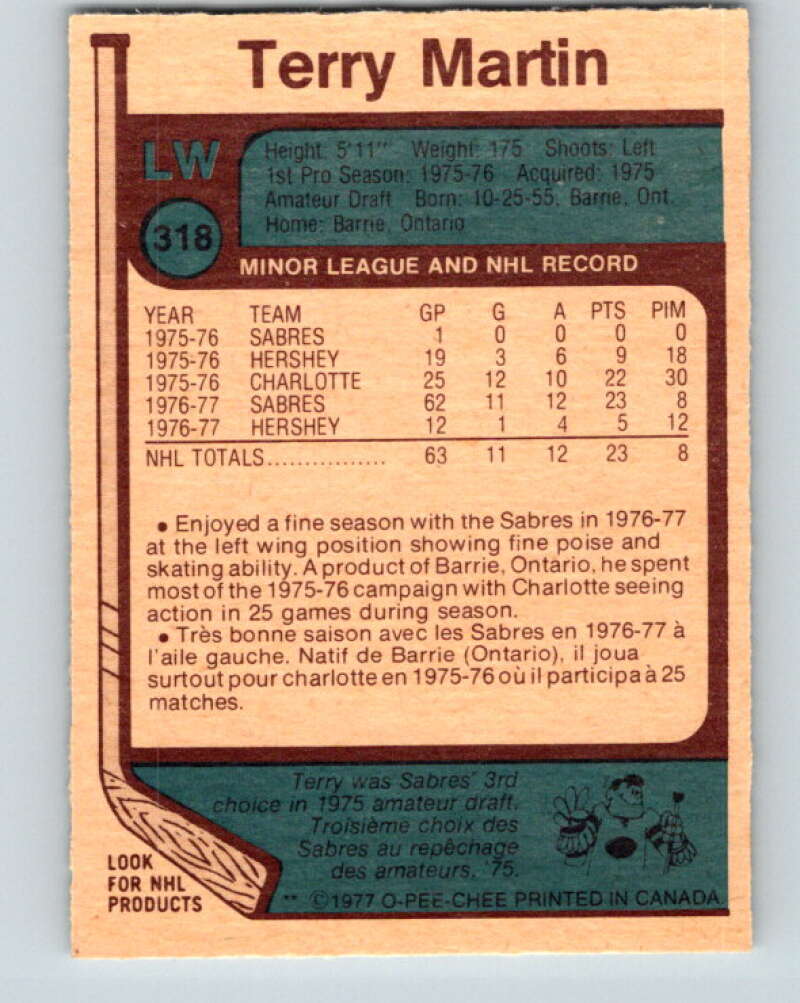 Terry Martin
LW
Height: 5'11" Weight: 175 Shoots: Left
1st Pro Season: 1975-76 Acquired: 1975
Amateur Draft Born: 10-25-55, Barrie, Ont.
Home: Barrie, Ontario
318
MINOR LEAGUE AND NHL RECORD
YEAR TEAM GP G A PTS PIM
1975-76 SABRES 1 0 0 0 0
1975-76 HERSHEY 19 3 6 9 18
1975-76 CHARLOTTE 25 12 10 22 30
1976-77 SABRES 62 11 12 23 8
1976-77 HERSHEY 12 1 4 5 12
NHL TOTALS................ 63 11 12 23 8
• Enjoyed a fine season with the Sabres in 1976-77
at the left wing position showing fine poise and
skating ability. A product of Barrie, Ontario, he spent
most of the 1975-76 campaign with Charlotte seeing
action in 25 games during season.
• Très bonne saison avec les Sabres en 1976-77 à
l'aile gauche. Natif de Barrie (Ontario), il joua
surtout pour charlotte en 1975-76 où il participa à 25
matches.
Terry was Sabres' 3rd
choice in 1975 amateur draft.
Troisième choix des
Sabres au repêchage
des amateurs, '75.
LOOK
FOR NHL
PRODUCTS
** ©1977 O-PEE-CHEE PRINTED IN CANADA